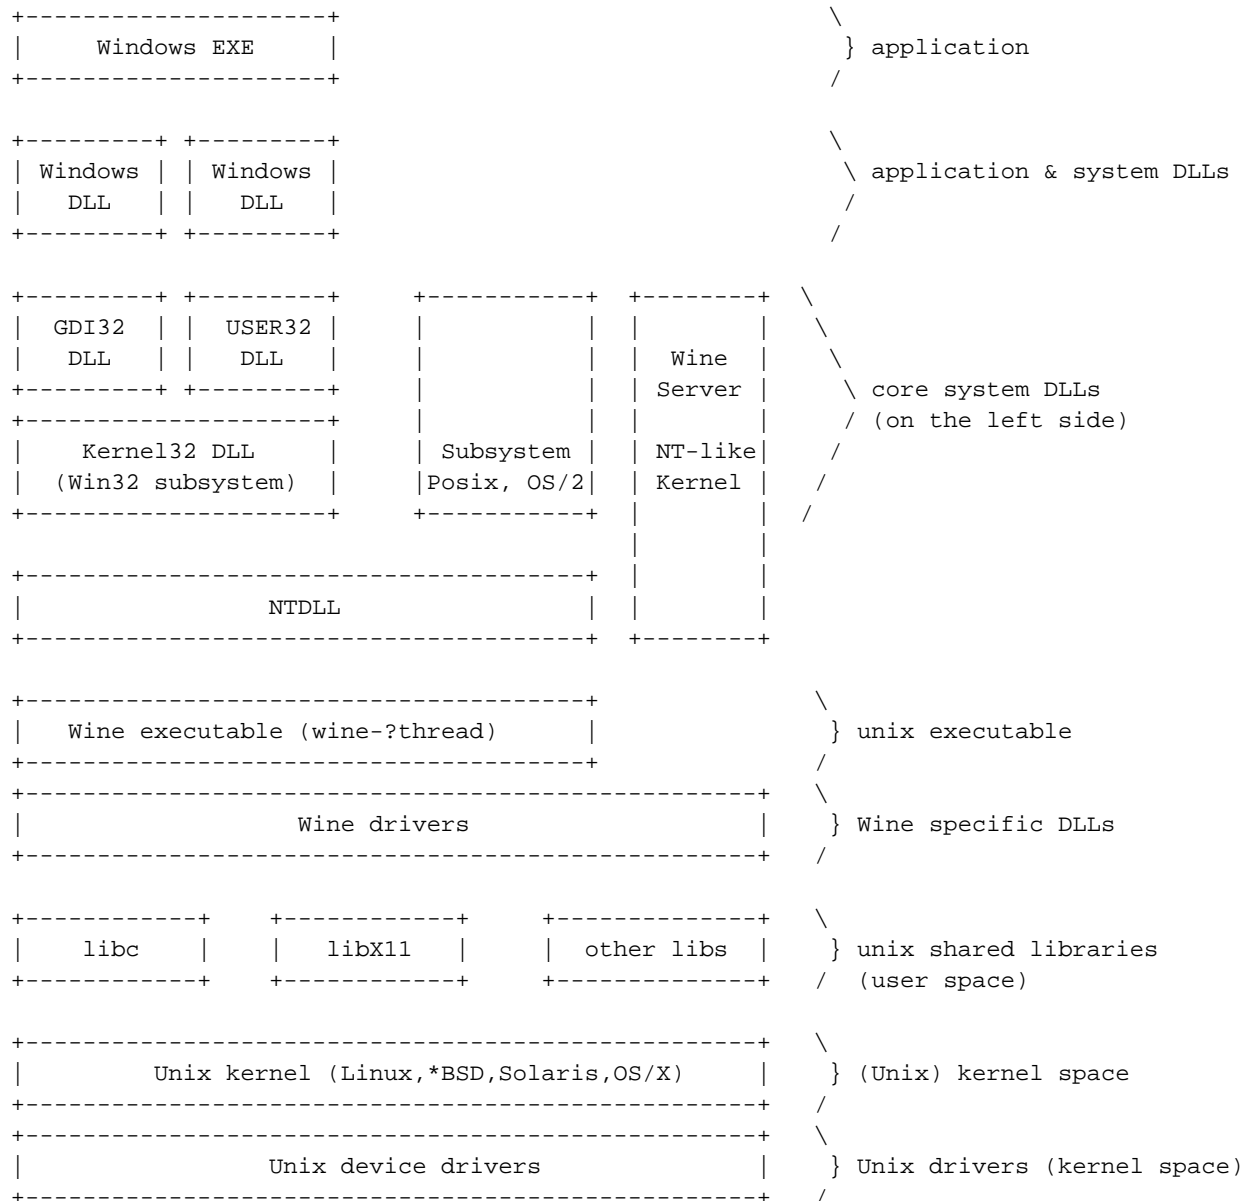 Windows EXE } application
Windows Windows application & system DLLs
DLL DLL
GDI32 USER32
DLL DLL Wine
Server core system DLLs
(on the left side)
Kernel32 DLL Subsystem NT-like
(Win32 subsystem) Posix, OS/2 Kernel
NTDLL
Wine executable (wine-?thread) } unix executable
Wine drivers } Wine specific DLLs
libc libX11 other libs } unix shared libraries
(user space)
Unix kernel (Linux,*BSD,Solaris,OS/X) } (Unix) kernel space
Unix device drivers } Unix drivers (kernel space)